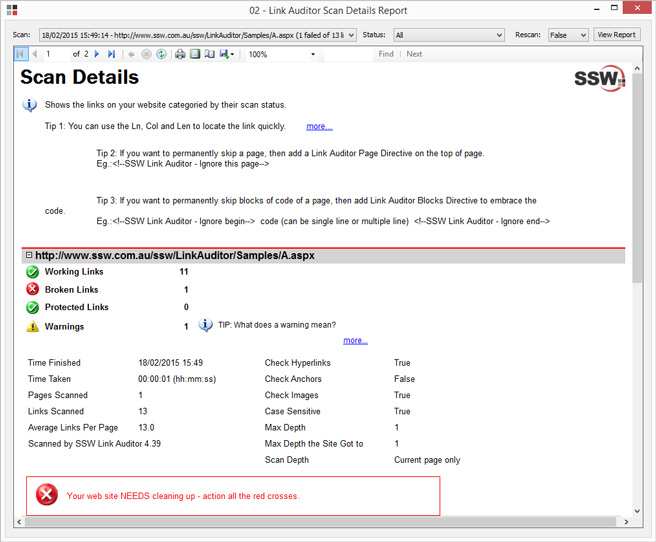 02 - Link Auditor Scan Details Report
Scan: 18/02/2015 15:49:14 - http://www.ssw.com.au/ssw/LinkAuditor/Samples/A.aspx (1 failed of 13 li Status: All Rescan: False View Report
1 of 2 100% Find | Next
Scan Details
SSW
Shows the links on your website categoried by their scan status.
Tip 1: You can use the Ln, Col and Len to locate the link quickly. more...
Tip 2: If you want to permanently skip a page, then add a Link Auditor Page Directive on the top of page.
Eg.:<!--SSW Link Auditor - Ignore this page-->
Tip 3: If you want to permanently skip blocks of code of a page, then add Link Auditor Blocks Directive to embrace the
code.
Eg.:<!--SSW Link Auditor - Ignore begin--> code (can be single line or multiple line) <!--SSW Link Auditor - Ignore end-->
http://www.ssw.com.au/ssw/LinkAuditor/Samples/A.aspx
Working Links 11
Broken Links 1
Protected Links 0
Warnings 1 TIP: What does a warning mean?
more...
Time Finished 18/02/2015 15:49 Check Hyperlinks True
Time Taken 00:00:01 (hh:mm:ss) Check Anchors False
Pages Scanned 1 Check Images True
Links Scanned 13 Case Sensitive True
Average Links Per Page 13.0 Max Depth 1
Scanned by SSW Link Auditor 4.39 Max Depth the Site Got to 1
Scan Depth Current page only
Your web site NEEDS cleaning up - action all the red crosses.